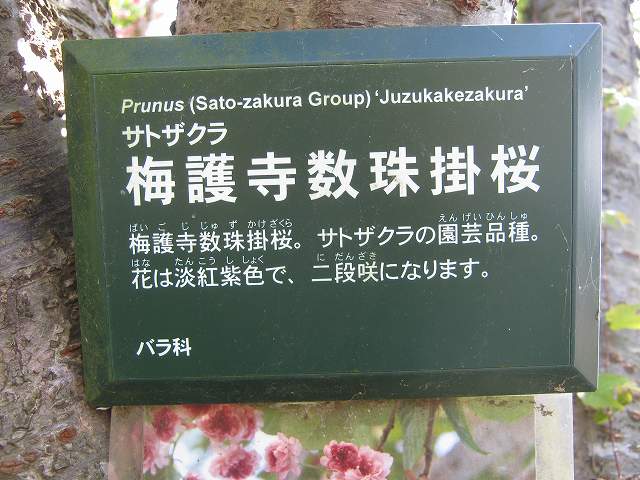 Prunus (Sato-zakura Group) ‘Juzukakezakura’
サトザクラ
梅護寺数珠掛桜
ばいごじじゅずかけざくら えんげいひんしゅ
梅護寺数珠掛桜。サトザクラの園芸品種。
はな たんこうししょく にだんざき
花は淡紅紫色で、二段咲になります。
バラ科